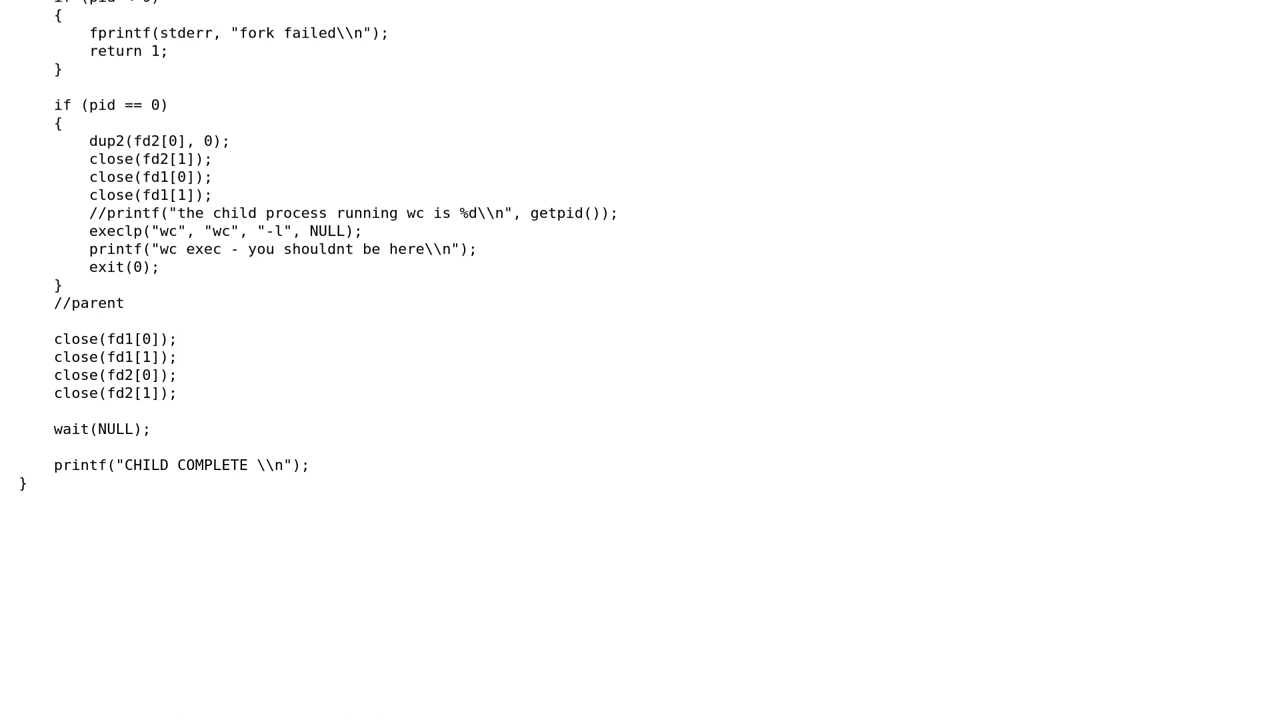 if (pid < 0)
{
fprintf(stderr, "fork failed\\n");
return 1;
}
if (pid == 0)
{
dup2(fd2[0], 0);
close(fd2[1]);
close(fd1[0]);
close(fd1[1]);
//printf("the child process running wc is %d\\n", getpid());
execlp("wc", "wc", "-l", NULL);
printf("wc exec - you shouldnt be here\\n");
exit(0);
}
//parent
close(fd1[0]);
close(fd1[1]);
close(fd2[0]);
close(fd2[1]);
wait(NULL);
printf("CHILD COMPLETE \\n");
}